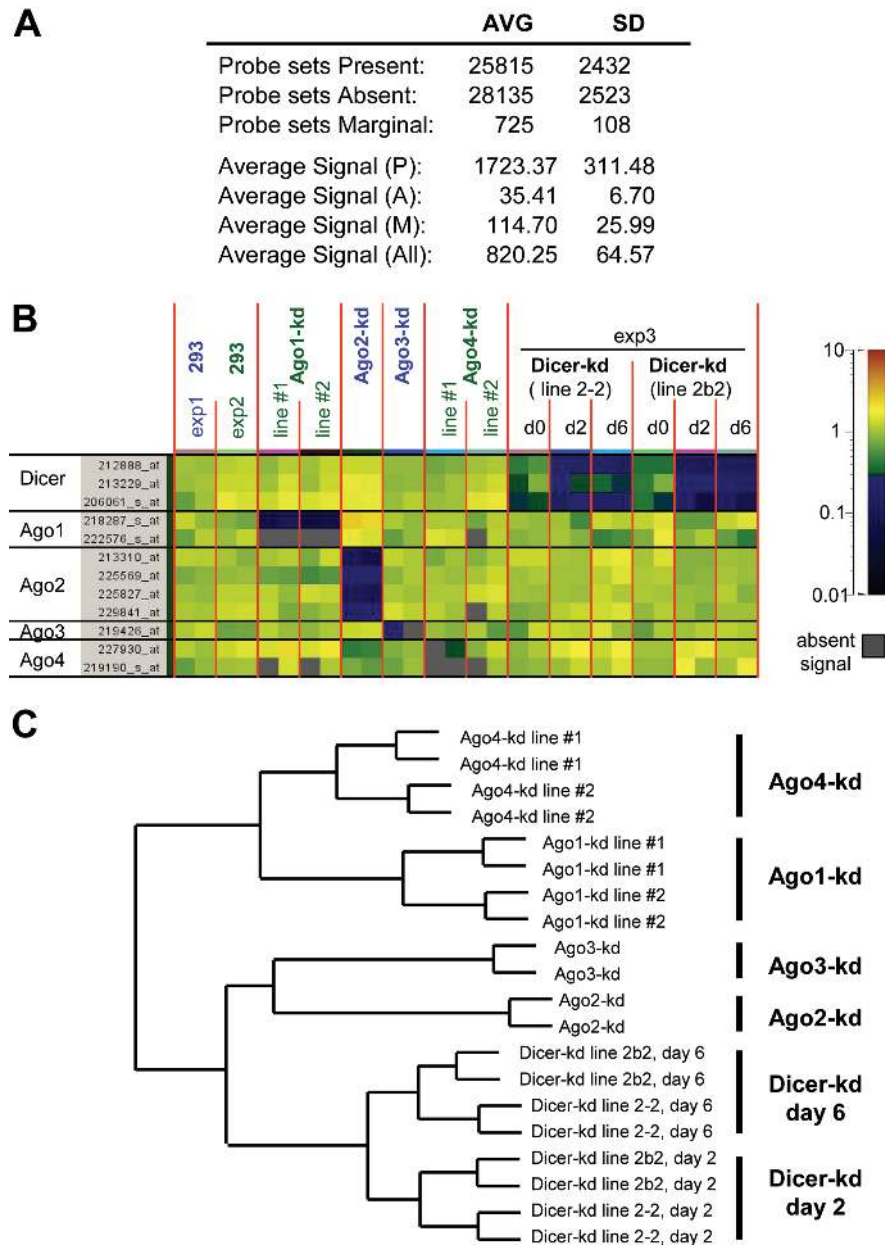 A
AVG SD
Probe sets Present: 25815 2432
Probe sets Absent: 28135 2523
Probe sets Marginal: 725 108
Average Signal (P): 1723.37 311.48
Average Signal (A): 35.41 6.70
Average Signal (M): 114.70 25.99
Average Signal (All): 820.25 64.57
B
293 exp1
293 exp2
Ago1-kd
line #1
line #2
Ago2-kd
Ago3-kd
Ago4-kd
line #1
line #2
exp3
Dicer-kd
( line 2-2)
Dicer-kd
(line 2b2)
d0 d2 d6 d0 d2 d6
Dicer
212888_at
213229_at
206061_s_at
Ago1
218287_s_at
222576_s_at
Ago2
213310_at
225569_at
225827_at
229841_at
Ago3
219426_at
Ago4
227930_at
219190_s_at
10
1
0.1
0.01
absent
signal
C
Ago4-kd line #1
Ago4-kd line #1
Ago4-kd line #2
Ago4-kd line #2
Ago4-kd
Ago1-kd line #1
Ago1-kd line #1
Ago1-kd line #2
Ago1-kd line #2
Ago1-kd
Ago3-kd
Ago3-kd
Ago3-kd
Ago2-kd
Ago2-kd
Ago2-kd
Dicer-kd line 2b2, day 6
Dicer-kd line 2b2, day 6
Dicer-kd line 2-2, day 6
Dicer-kd line 2-2, day 6
Dicer-kd
day 6
Dicer-kd line 2b2, day 2
Dicer-kd line 2b2, day 2
Dicer-kd line 2-2, day 2
Dicer-kd line 2-2, day 2
Dicer-kd
day 2